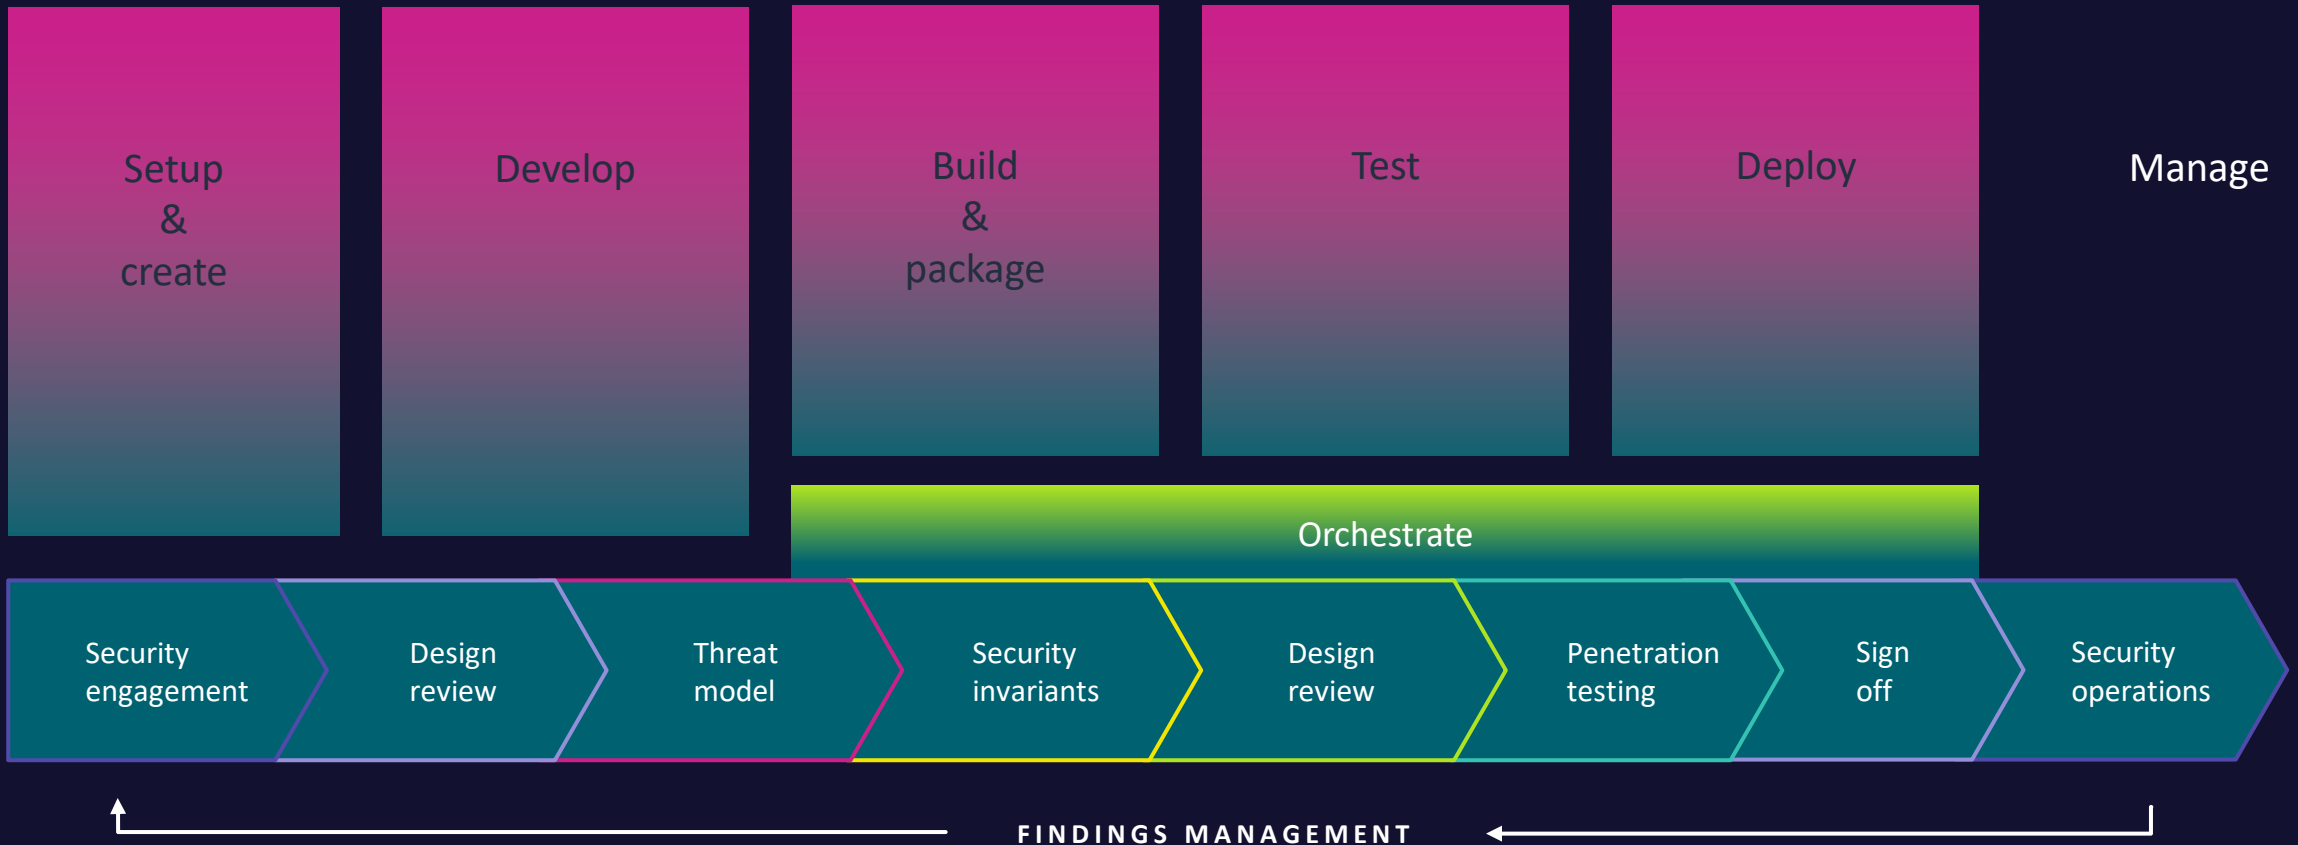 Setup
&
create
Develop
Build
&
package
Test
Deploy
Manage
Orchestrate
Security
engagement
Design
review
Threat
model
Security
invariants
Design
review
Penetration
testing
Sign
off
Security
operations
FINDINGS MANAGEMENT